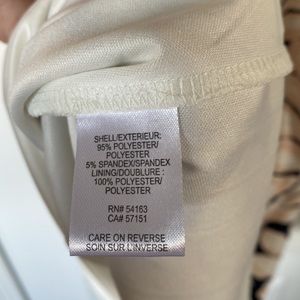 SHELL/EXTERIEUR:
95% POLYESTER/
POLYESTER
5% SPANDEX/SPANDEX
LINING/DOUBLURE :
100% POLYESTER/
POLYESTER
RN# 54163
CA# 57151
CARE ON REVERSE
SOIN SUR L'INVERSE